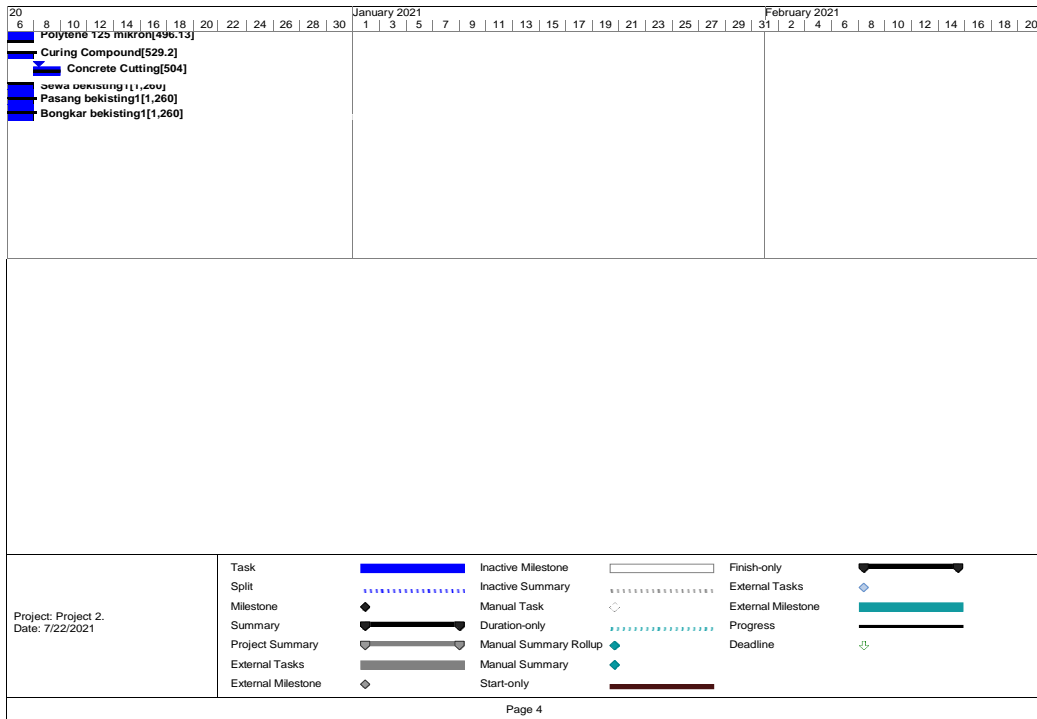 20 January 2021 February 2021
6 8 10 12 14 16 18 20 22 24 26 28 30 1 3 5 7 9 11 13 15 17 19 21 23 25 27 29 31 2 4 6 8 10 12 14 16 18 20
Polytene 125 mikron[496.13]
Curing Compound[529.2]
Concrete Cutting[504]
Sewa bekisting1[1,260]
Pasang bekisting1[1,260]
Bongkar bekisting1[1,260]
Project: Project 2.
Date: 7/22/2021
Task
Split
Milestone
Summary
Project Summary
External Tasks
External Milestone
Inactive Milestone
Inactive Summary
Manual Task
Duration-only
Manual Summary Rollup
Manual Summary
Start-only
Finish-only
External Tasks
External Milestone
Progress
Deadline
Page 4